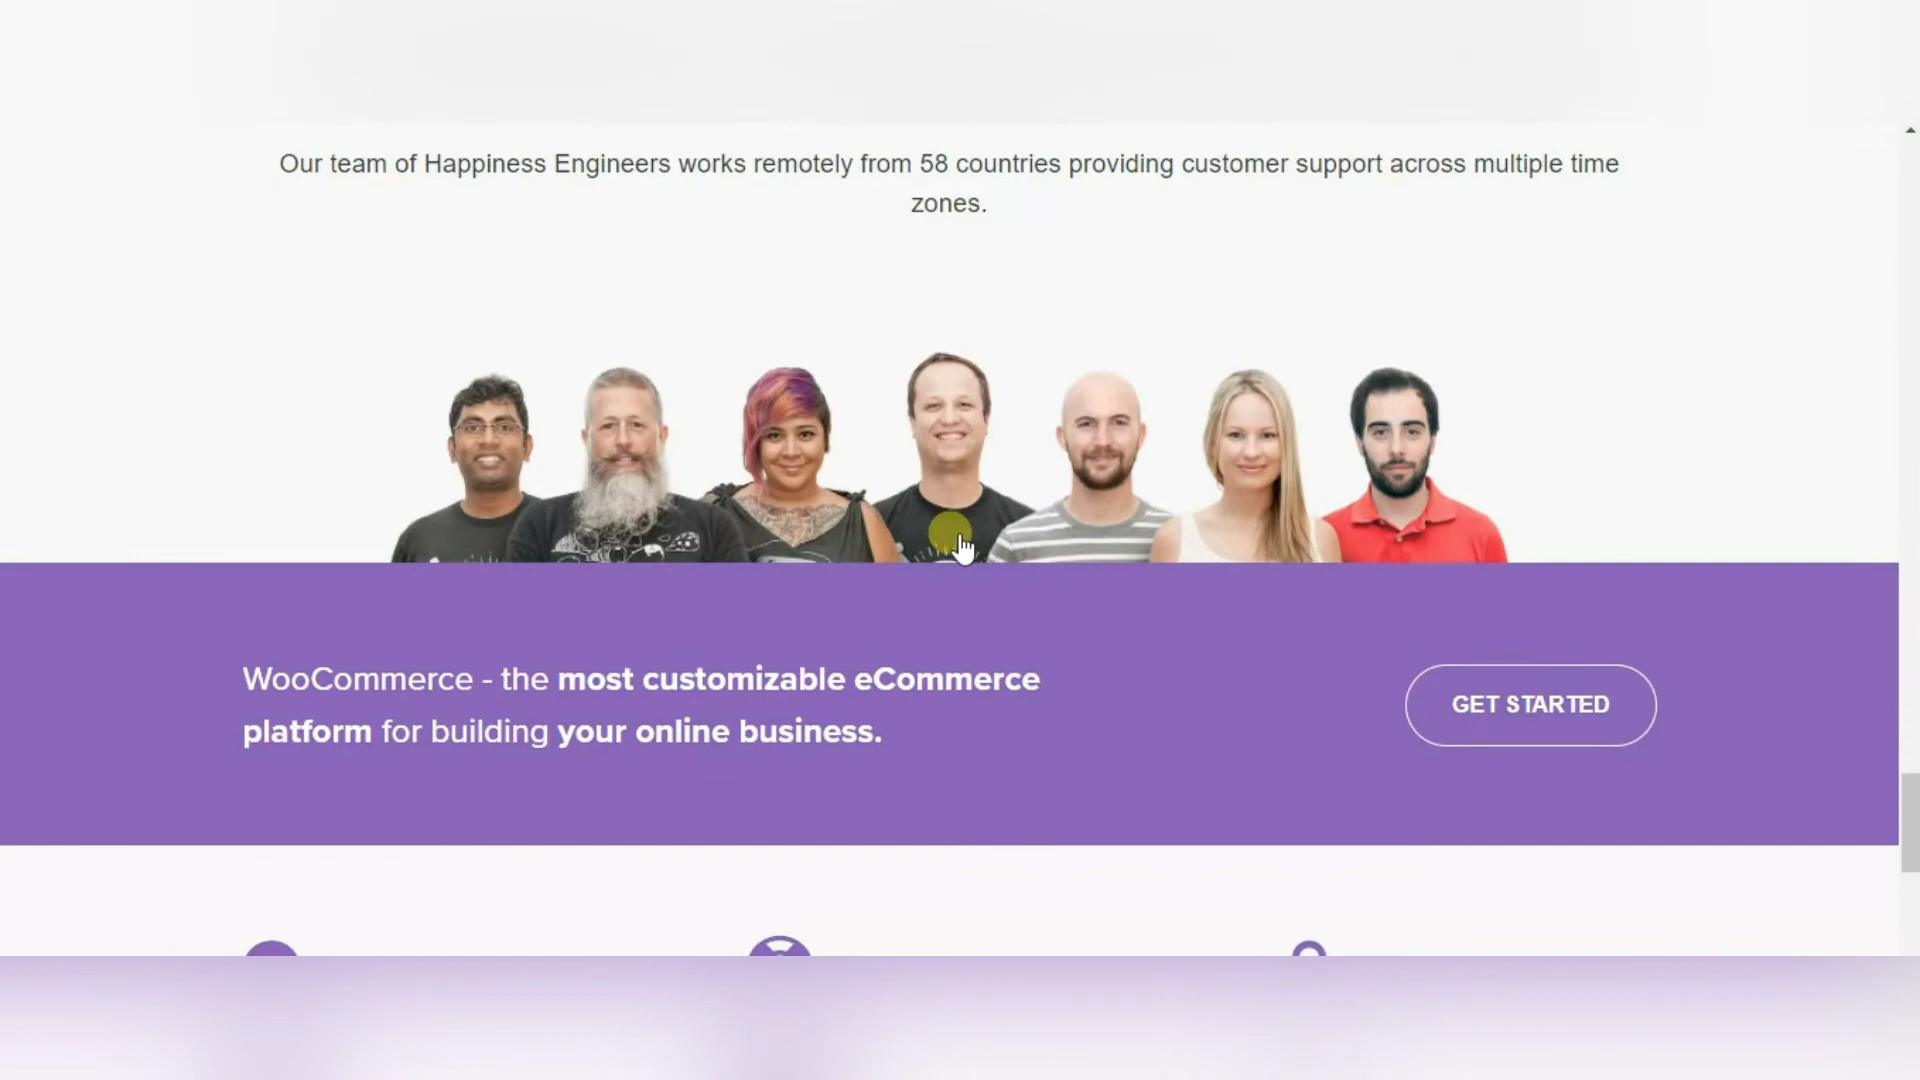 Our team of Happiness Engineers works remotely from 58 countries providing customer support across multiple time
zones.
WooCommerce - the most customizable eCommerce
platform for building your online business.
GET STARTED